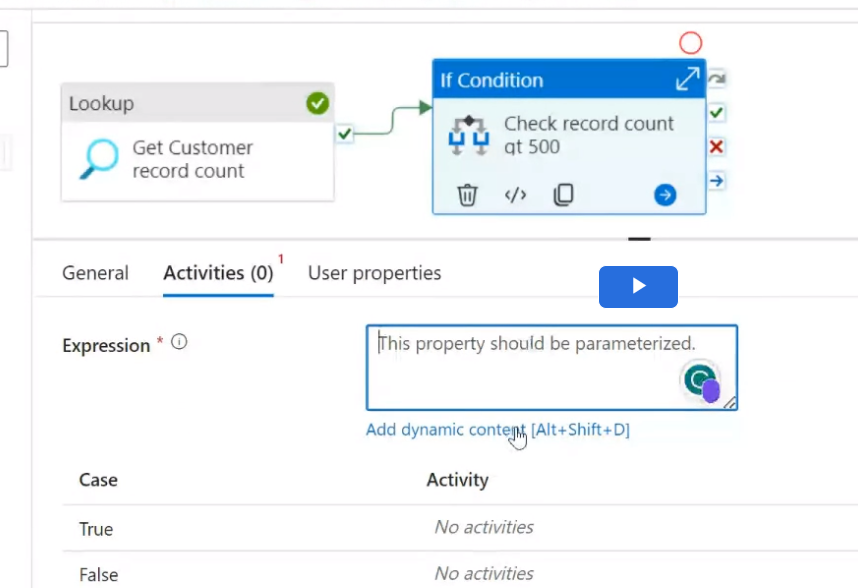 If Condition
Lookup
Check record count
gt 500
Get Customer
record count
General
Activities (0)
1
User properties
Expression *
This property should be parameterized.
Add dynamic content [Alt+Shift+D]
Case
Activity
True
No activities
False
No activities